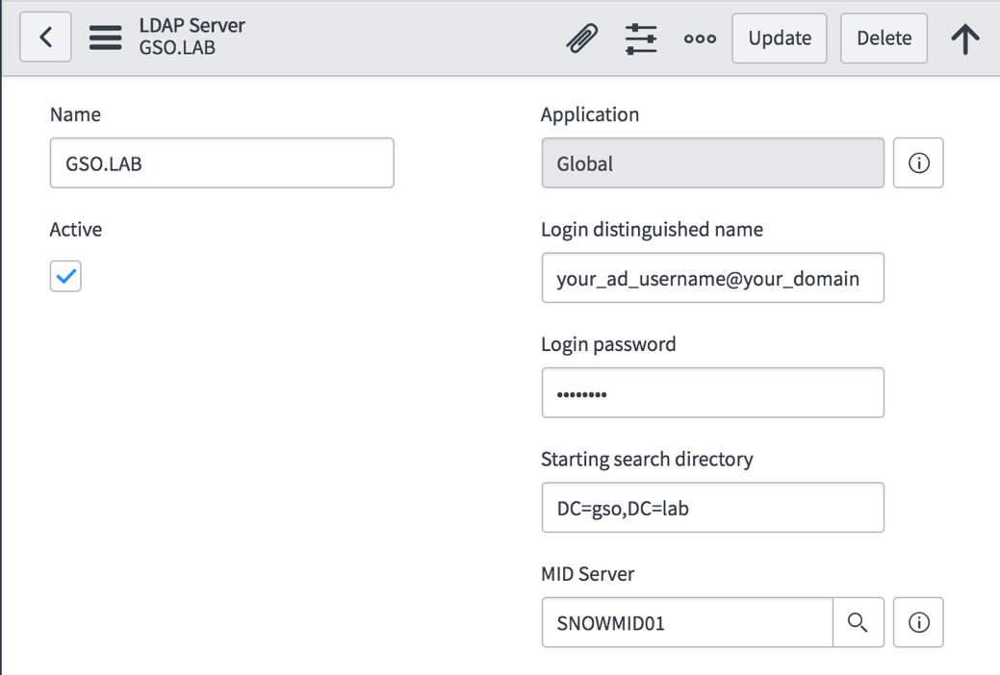 LDAP Server
GSO.LAB
Update
Delete
Name
GSO.LAB
Active
Application
Global
Login distinguished name
your_ad_username@your_domain
Login password
••••••••
Starting search directory
DC=gso,DC=lab
MID Server
SNOWMID01